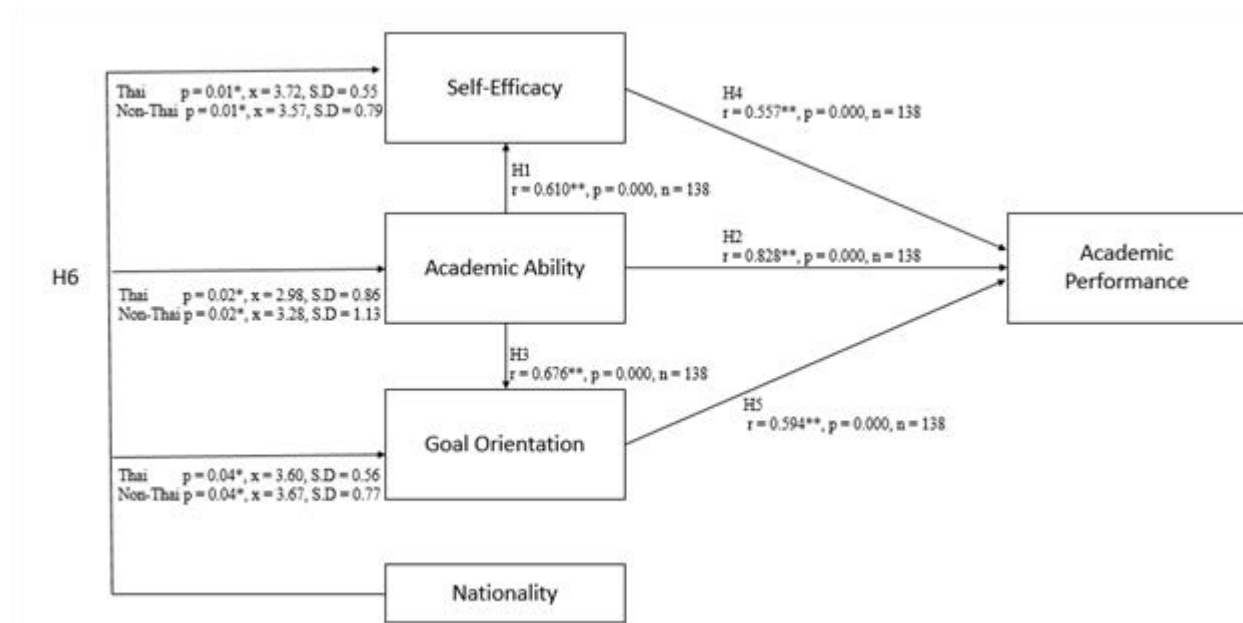 Self-Efficacy
Thai p = 0.01*, x = 3.72, S.D = 0.55
Non-Thai p = 0.01*, x = 3.57, S.D = 0.79
H4
r = 0.557**, p = 0.000, n = 138
H1
r = 0.610**, p = 0.000, n = 138
H6
Academic Ability
H2
r = 0.828**, p = 0.000, n = 138
Academic
Performance
Thai p = 0.02*, x = 2.98, S.D = 0.86
Non-Thai p = 0.02*, x = 3.28, S.D = 1.13
H3
r = 0.676**, p = 0.000, n = 138
Goal Orientation
H5
r = 0.594**, p = 0.000, n = 138
Thai p = 0.04*, x = 3.60, S.D = 0.56
Non-Thai p = 0.04*, x = 3.67, S.D = 0.77
Nationality